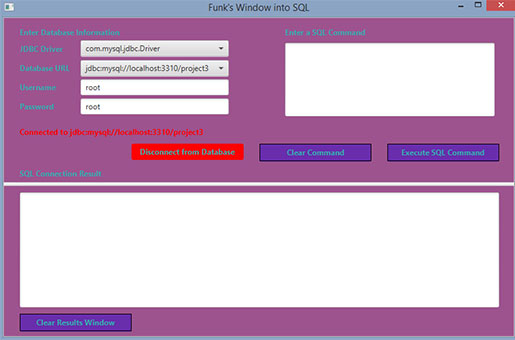 Funk's Window into SQL
Enter Database Information
Enter a SQL Command
JDBC Driver
com.mysql.jdbc.Driver
Database URL
jdbc:mysql://localhost:3310/project3
Username
root
Password
root
Connected to jdbc:mysql://localhost:3310/project3
Disconnect from Database
Clear Command
Execute SQL Command
SQL Connection Result
Clear Results Window